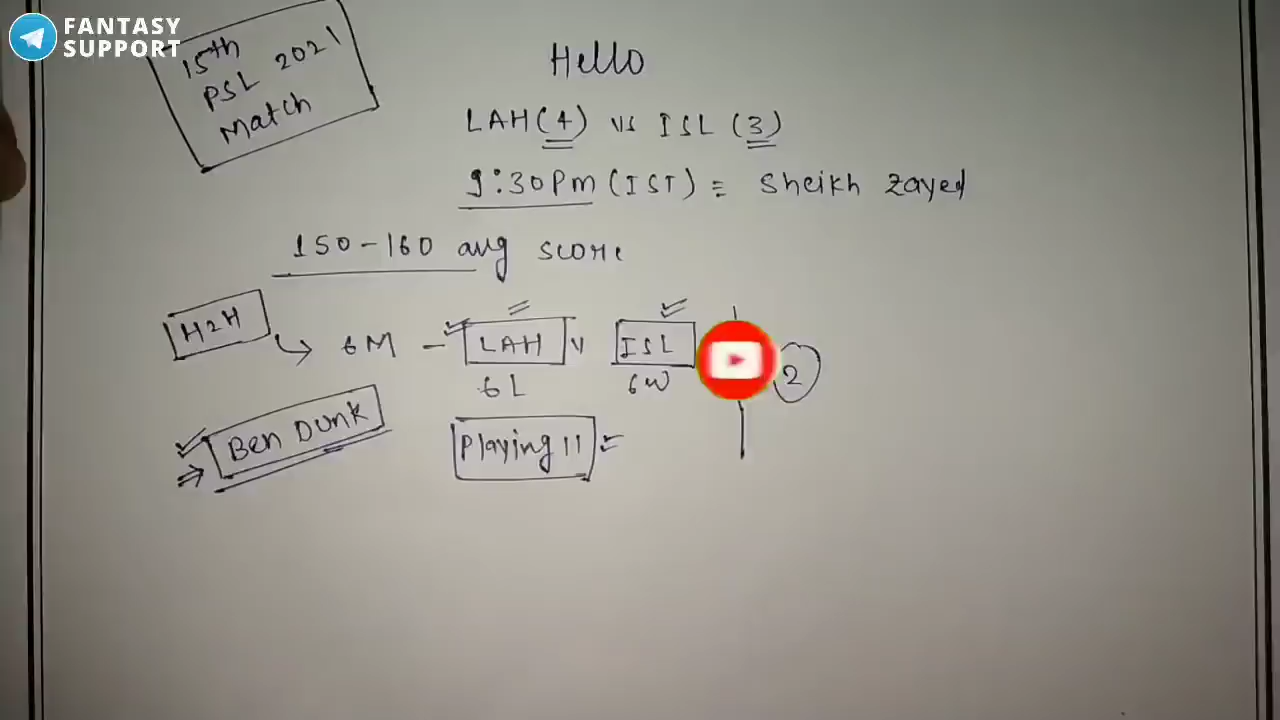 FANTASY
SUPPORT
15th
PSL 2021
Match
Hello
LAH(4) vs ISL (3)
9:30Pm (IST) = Sheikh Zayed
150-160 avg score
H2H
6M - LAH v ISL
2
6L
6W
Ben Dunk
Playing 11